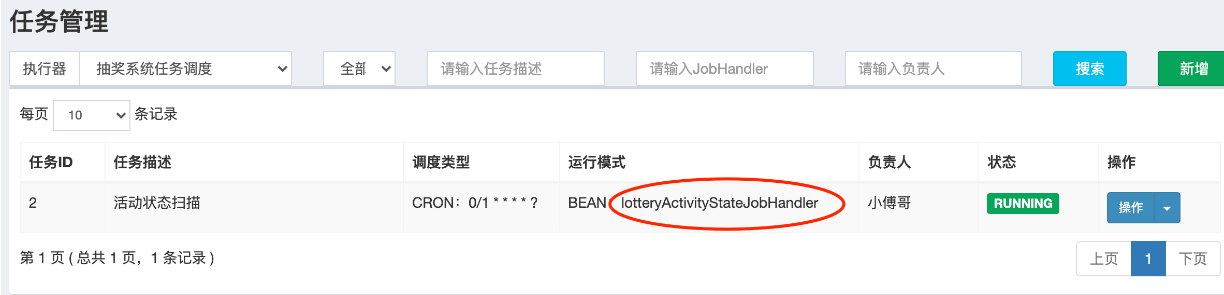 任务管理
执行器 抽奖系统任务调度 全部 请输入任务描述 请输入JobHandler 请输入负责人 搜索 新增
每页 10 条记录
任务ID 任务描述 调度类型 运行模式 负责人 状态 操作
2 活动状态扫描 CRON：0/1 * * * * ? BEAN lotteryActivityStateJobHandler 小傅哥 RUNNING 操作
第 1 页 ( 总共 1 页，1 条记录 ) 上页 1 下页